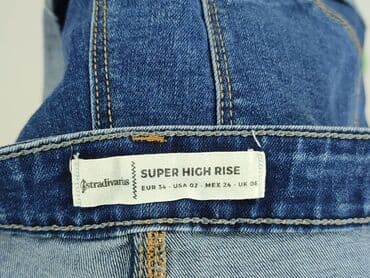 stradivarius
SUPER HIGH RISE
EUR 34 - USA 02 - MEX 24 - UK 06